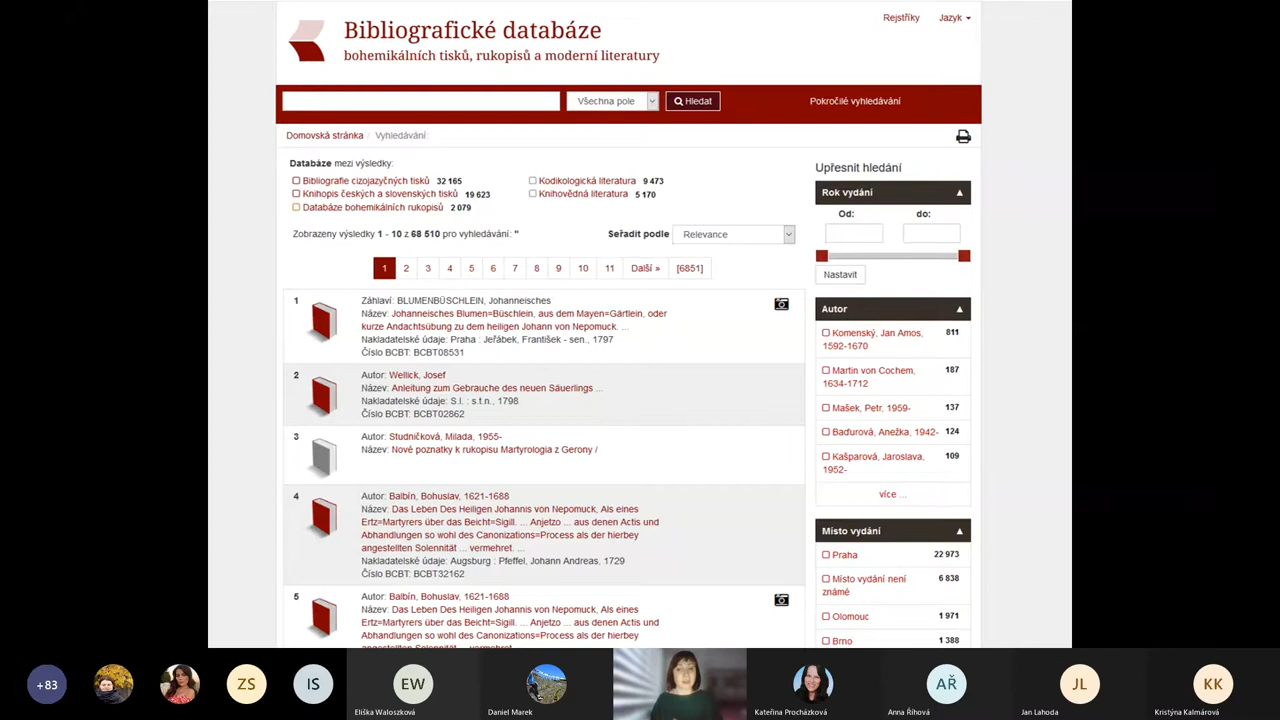 Bibliografické databáze
bohemikálních tisků, rukopisů a moderní literatury
Rejstříky
Jazyk
Všechna pole
Hledat
Pokročilé vyhledávání
Domovská stránka / Vyhledávání:
Databáze mezi výsledky:
Bibliografie cizojazyčných tisků 32 165
Knihopis českých a slovenských tisků 19 623
Databáze bohemikálních rukopisů 2 079
Kodikologická literatura 9 473
Knihovědná literatura 5 170
Zobrazeny výsledky 1 - 10 z 68 510 pro vyhledávání: "
Seřadit podle
Relevance
1 2 3 4 5 6 7 8 9 10 11 Další » [6851]
1
Záhlaví: BLUMENBÜSCHLEIN, Johanneisches
Název: Johanneisches Blumen=Büschlein, aus dem Mayen=Gärtlein, oder
kurze Andachtsübung zu dem heiligen Johann von Nepomuck. ...
Nakladatelské údaje: Praha : Jeřábek, František - sen., 1797
Číslo BCBT: BCBT08531
2
Autor: Wellick, Josef
Název: Anleitung zum Gebrauche des neuen Säuerlings ...
Nakladatelské údaje: S.l. : s.t.n., 1798
Číslo BCBT: BCBT02862
3
Autor: Studničková, Milada, 1955-
Název: Nové poznatky k rukopisu Martyrologia z Gerony /
4
Autor: Balbín, Bohuslav, 1621-1688
Název: Das Leben Des Heiligen Johannis von Nepomuck, Als eines
Ertz=Martyrers über das Beicht=Sigill. ... Anjetzo ... aus denen Actis und
Abhandlungen so wohl des Canonizations=Process als der hierbey
angestellten Solennität ... vermehret. ...
Nakladatelské údaje: Augsburg : Pfeffel, Johann Andreas, 1729
Číslo BCBT: BCBT32162
5
Autor: Balbín, Bohuslav, 1621-1688
Název: Das Leben Des Heiligen Johannis von Nepomuck, Als eines
Ertz=Martyrers über das Beicht=Sigill. ... Anjetzo ... aus denen Actis und
Abhandlungen so wohl des Canonizations=Process als der hierbey
angestellten Solennität ... vermehret. ...
Upřesnit hledání
Rok vydání
Od: do:
Nastavit
Autor
Komenský, Jan Amos, 811
1592-1670
Martin von Cochem, 187
1634-1712
Mašek, Petr, 1959- 137
Baďurová, Anežka, 1942- 124
Kašparová, Jaroslava, 109
1952-
více ...
Místo vydání
Praha 22 973
Místo vydání není 6 838
známé
Olomouc 1 971
Brno 1 388
+83
ZS
IS
EW
Eliška Waloszková
Daniel Marek
Kateřina Procházková
AŘ
Anna Říhová
JL
Jan Lahoda
KK
Kristýna Kalmárová